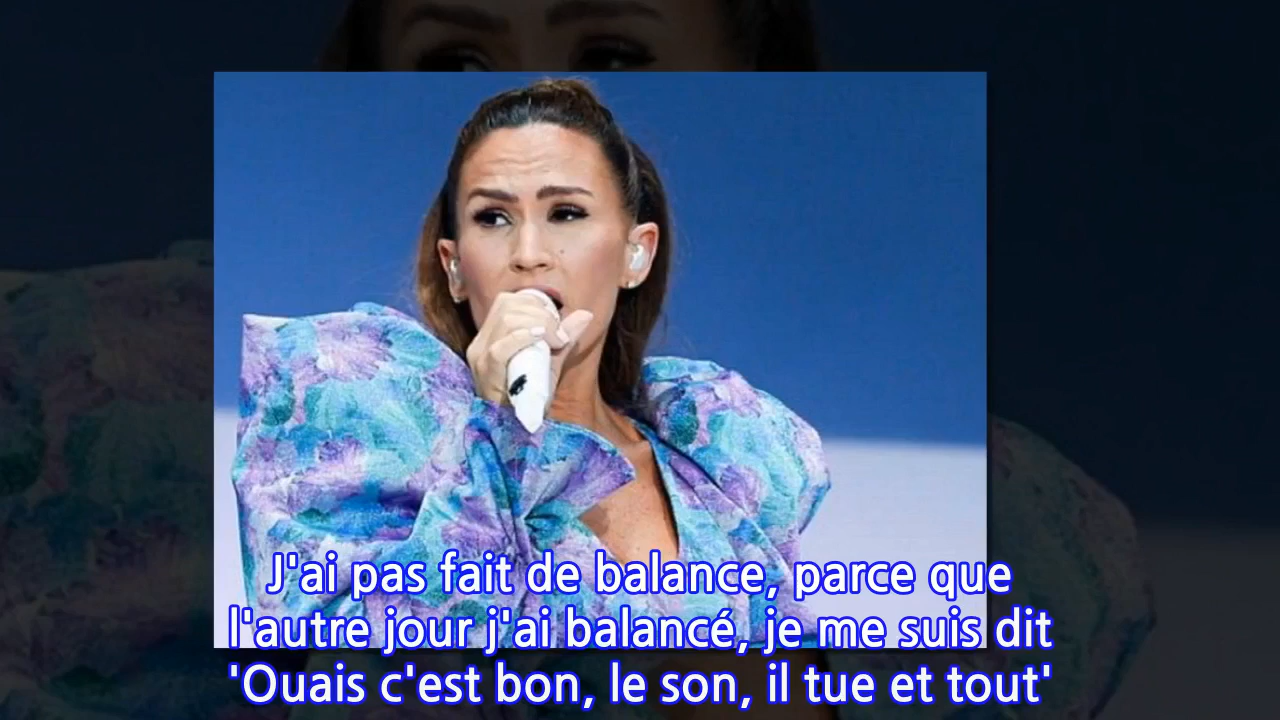 J'ai pas fait de balance, parce que
l'autre jour j'ai balancé, je me suis dit
'Ouais c'est bon, le son, il tue et tout'